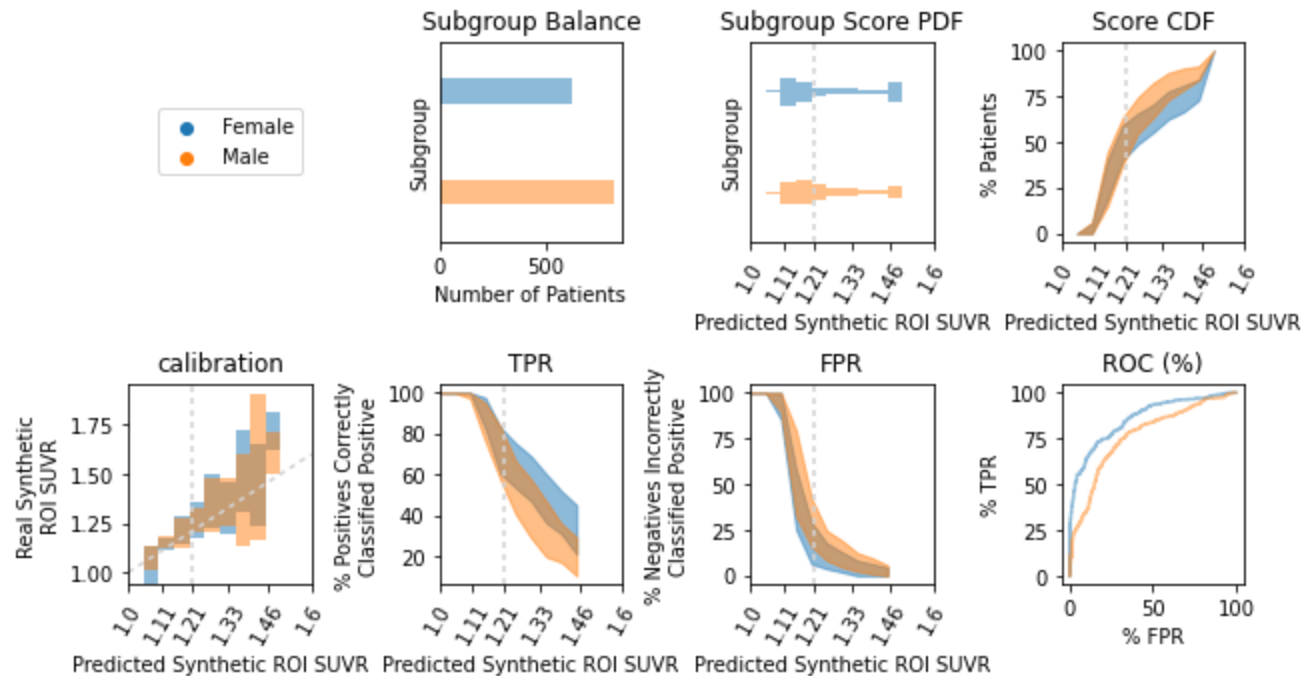 Subgroup Balance
Subgroup Score PDF
Score CDF
Female
Male
Subgroup
0
500
Number of Patients
Subgroup
1.0
1.11
1.21
1.33
1.46
1.6
Predicted Synthetic ROI SUVR
% Patients
100
75
50
25
0
1.0
1.11
1.21
1.33
1.46
1.6
Predicted Synthetic ROI SUVR
calibration
TPR
FPR
ROC (%)
Real Synthetic
ROI SUVR
1.75
1.50
1.25
1.00
1.0
1.11
1.21
1.33
1.46
1.6
Predicted Synthetic ROI SUVR
% Positives Correctly
Classified Positive
100
80
60
40
20
1.0
1.11
1.21
1.33
1.46
1.6
Predicted Synthetic ROI SUVR
% Negatives Incorrectly
Classified Positive
100
75
50
25
0
1.0
1.11
1.21
1.33
1.46
1.6
Predicted Synthetic ROI SUVR
% TPR
100
75
50
25
0
0
50
100
% FPR